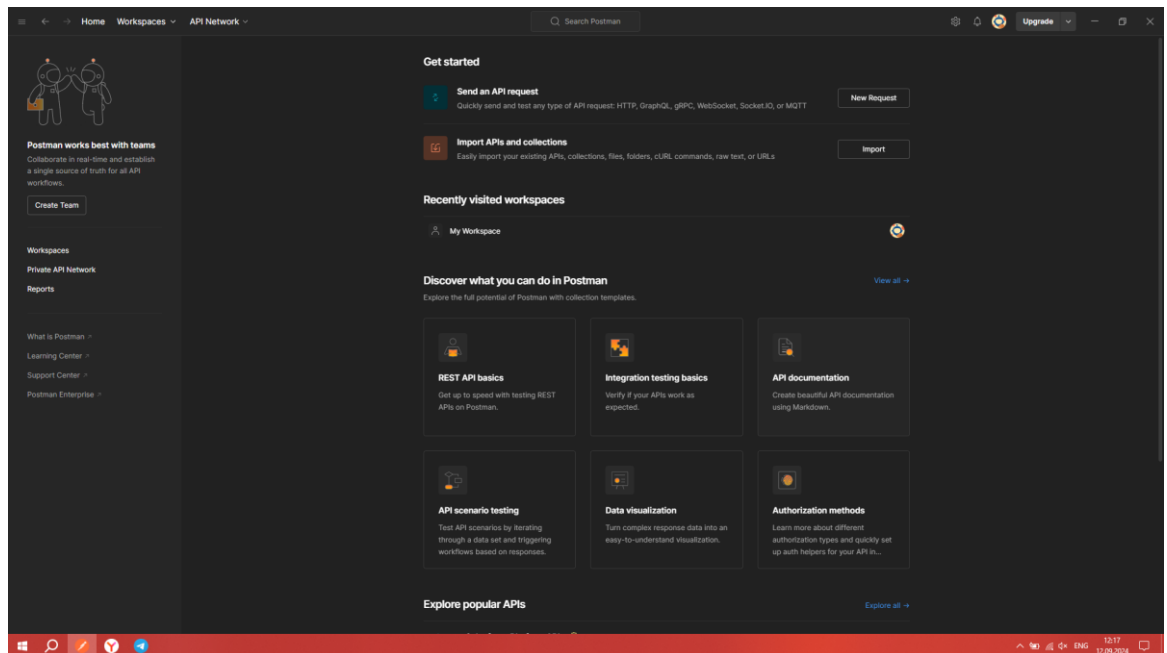 Home Workspaces API Network Search Postman Upgrade
Postman works best with teams
Collaborate in real-time and establish
a single source of truth for all API
workflows.
Create Team
Workspaces
Private API Network
Reports
What is Postman
Learning Center
Support Center
Postman Enterprise
Get started
Send an API request
Quickly send and test any type of API request: HTTP, GraphQL, gRPC, WebSocket, Socket.IO, or MQTT
New Request
Import APIs and collections
Easily import your existing APIs, collections, files, folders, cURL commands, raw text, or URLs
Import
Recently visited workspaces
My Workspace
Discover what you can do in Postman
View all →
Explore the full potential of Postman with collection templates.
REST API basics
Get up to speed with testing REST
APIs on Postman.
Integration testing basics
Verify if your APIs work as
expected.
API documentation
Create beautiful API documentation
using Markdown.
API scenario testing
Test API scenarios by iterating
through a data set and triggering
workflows based on responses.
Data visualization
Turn complex response data into an
easy-to-understand visualization.
Authorization methods
Learn more about different
authorization types and quickly set
up auth helpers for your API in...
Explore popular APIs
Explore all →
ENG
12:17
12.09.2024